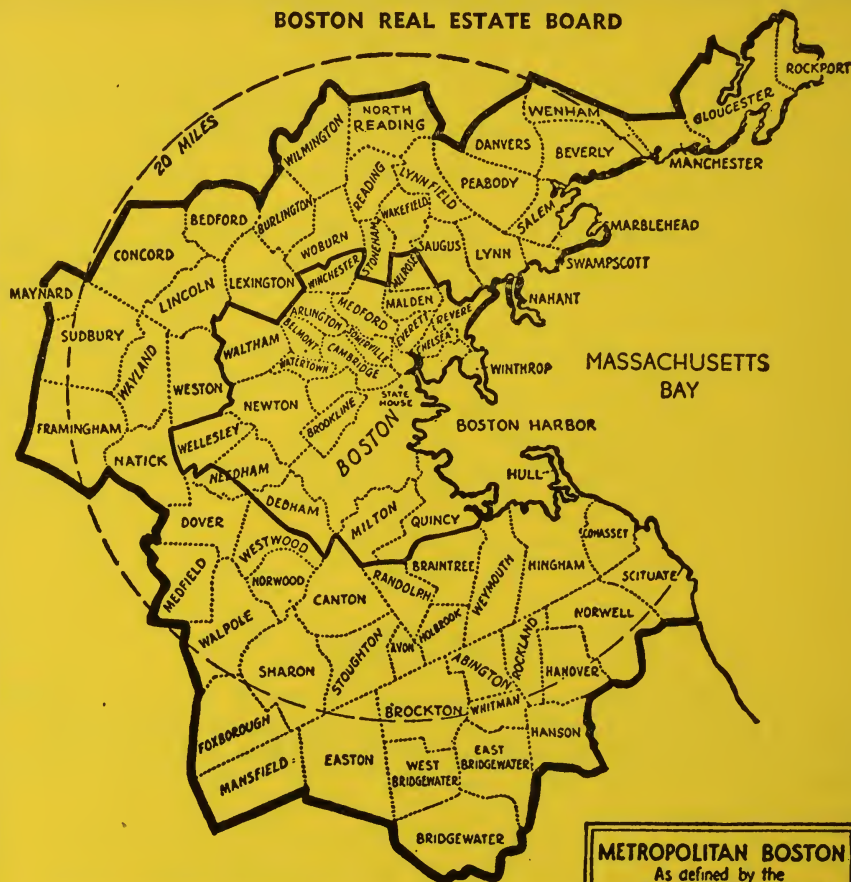 BOSTON REAL ESTATE BOARD
20 MILES
ROCKPORT
GLOUCESTER
WENHAM
NORTH
READING
WILMINGTON
DANVERS
BEVERLY
MANCHESTER
PEABODY
LYNNFIELD
READING
WAKEFIELD
SALEM
MARBLEHEAD
BEDFORD
BURLINGTON
WOBURN
STONEHAM
SAUGUS
LYNN
SWAMPSCOTT
CONCORD
LINCOLN
LEXINGTON
WINCHESTER
MELROSE
NAHANT
MAYNARD
MEDFORD
MALDEN
ARLINGTON
REVERE
EVERETT
SUDBURY
WAYLAND
WALTHAM
BELMONT
SOMERVILLE
CHELSEA
WATERTOWN
CAMBRIDGE
WINTHROP
MASSACHUSETTS
BAY
WESTON
STATE
HOUSE
NEWTON
BROOKLINE
BOSTON
BOSTON HARBOR
FRAMINGHAM
NATICK
WELLESLEY
NEEDHAM
HULL
DEDHAM
MILTON
QUINCY
DOVER
WESTWOOD
COHASSET
MEDFIELD
NORWOOD
CANTON
RANDOLPH
BRAINTREE
WEYMOUTH
HINGHAM
SCITUATE
WALPOLE
HOLBROOK
NORWELL
SHARON
STOUGHTON
AVON
ABINGTON
ROCKLAND
HANOVER
FOXBOROUGH
BROCKTON
WHITMAN
HANSON
MANSFIELD
EASTON
WEST
BRIDGEWATER
EAST
BRIDGEWATER
BRIDGEWATER
METROPOLITAN BOSTON
As defined by the